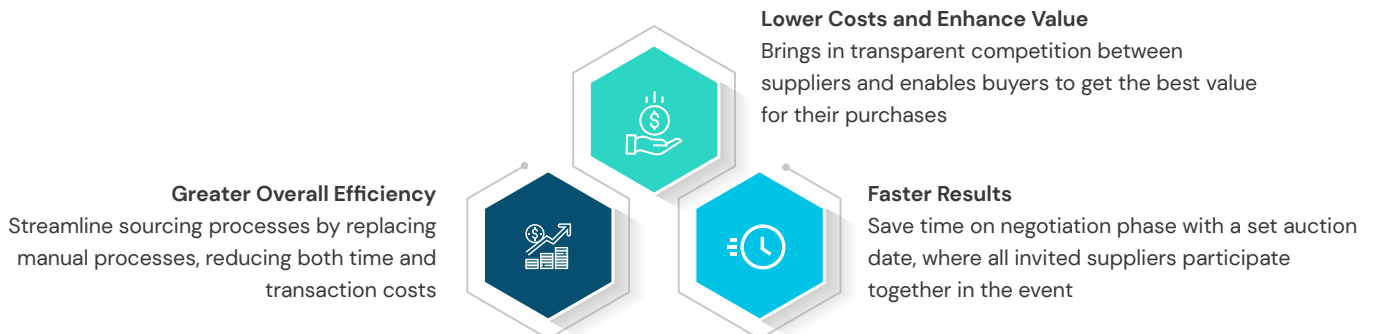 Lower Costs and Enhance Value
Brings in transparent competition between
suppliers and enables buyers to get the best value
for their purchases
Greater Overall Efficiency
Streamline sourcing processes by replacing
manual processes, reducing both time and
transaction costs
Faster Results
Save time on negotiation phase with a set auction
date, where all invited suppliers participate
together in the event